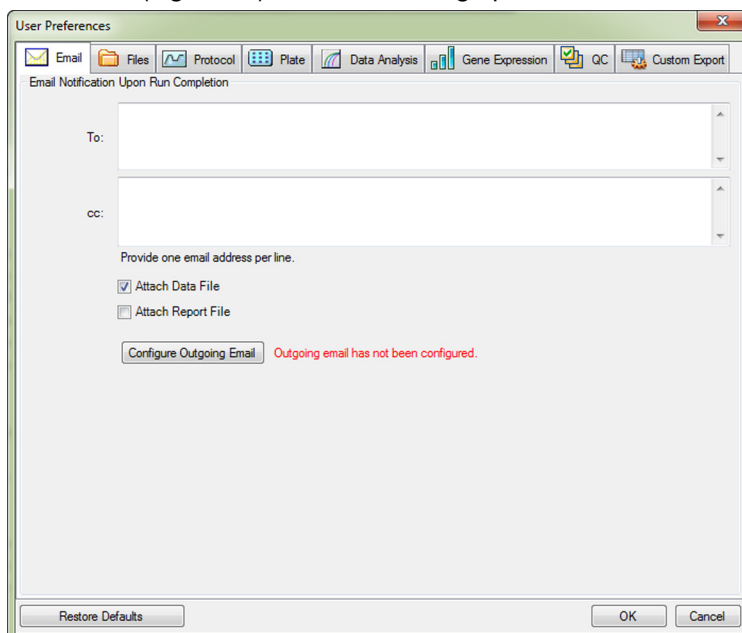 User Preferences
Email Files Protocol Plate Data Analysis Gene Expression QC Custom Export
Email Notification Upon Run Completion
To:
cc:
Provide one email address per line.
Attach Data File
Attach Report File
Configure Outgoing Email Outgoing email has not been configured.
Restore Defaults OK Cancel